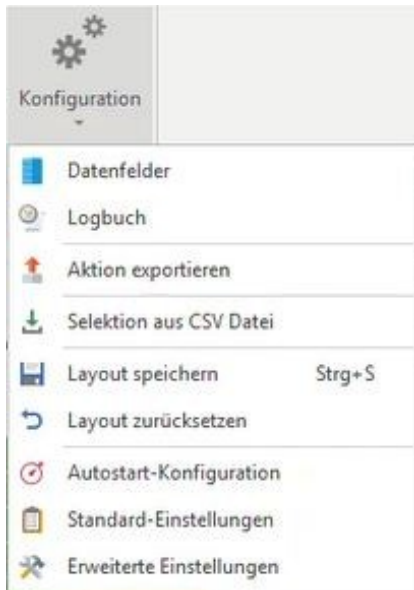 Konfiguration
Datenfelder
Logbuch
Aktion exportieren
Selektion aus CSV Datei
Layout speichern Strg+S
Layout zurücksetzen
Autostart-Konfiguration
Standard-Einstellungen
Erweiterte Einstellungen